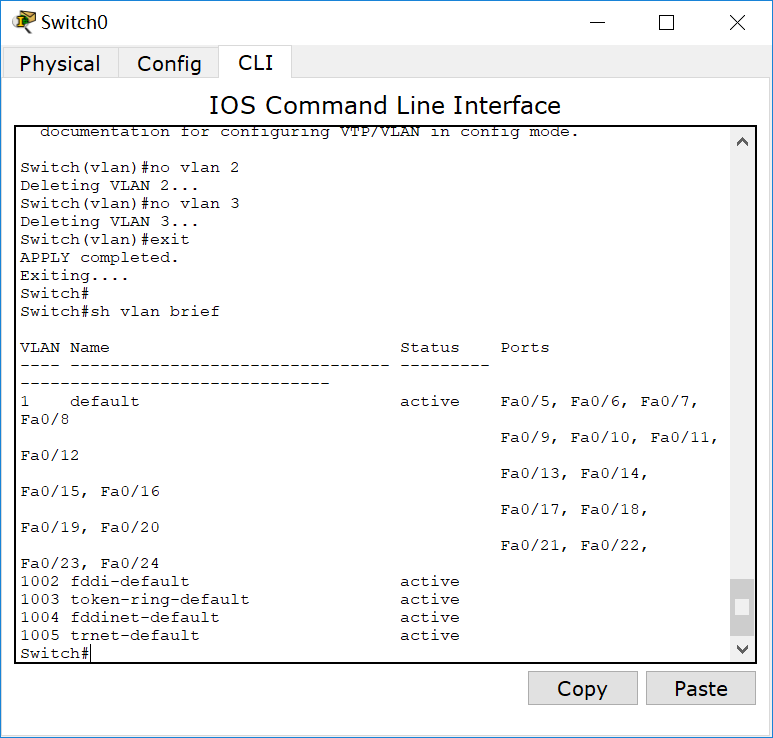 Switch0
Physical Config CLI
IOS Command Line Interface
documentation for configuring VTP/VLAN in config mode.
Switch(vlan)#no vlan 2
Deleting VLAN 2...
Switch(vlan)#no vlan 3
Deleting VLAN 3...
Switch(vlan)#exit
APPLY completed.
Exiting....
Switch#
Switch#sh vlan brief
VLAN Name                             Status    Ports
---- -------------------------------- ---------
-------------------------------
1    default                          active    Fa0/5, Fa0/6, Fa0/7,
Fa0/8
                                                Fa0/9, Fa0/10, Fa0/11,
Fa0/12
                                                Fa0/13, Fa0/14,
Fa0/15, Fa0/16
                                                Fa0/17, Fa0/18,
Fa0/19, Fa0/20
                                                Fa0/21, Fa0/22,
Fa0/23, Fa0/24
1002 fddi-default                     active
1003 token-ring-default               active
1004 fddinet-default                  active
1005 trnet-default                    active
Switch#
Copy Paste